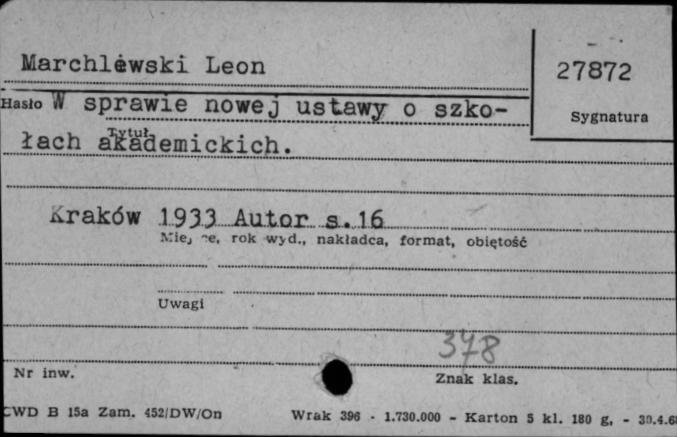 Marchlewski Leon
27872
Hasło W sprawie nowej ustawy o szko-
Sygnatura
Tytuł
łach akademickich.
Kraków 1933 Autor s.16
Miejsce, rok wyd., nakładca, format, obiętość
Uwagi
378
Nr inw.
Znak klas.
CWD B 15a Zam. 452/DW/On Wrak 396 - 1.730.000 - Karton 5 kl. 180 g, - 30.4.6